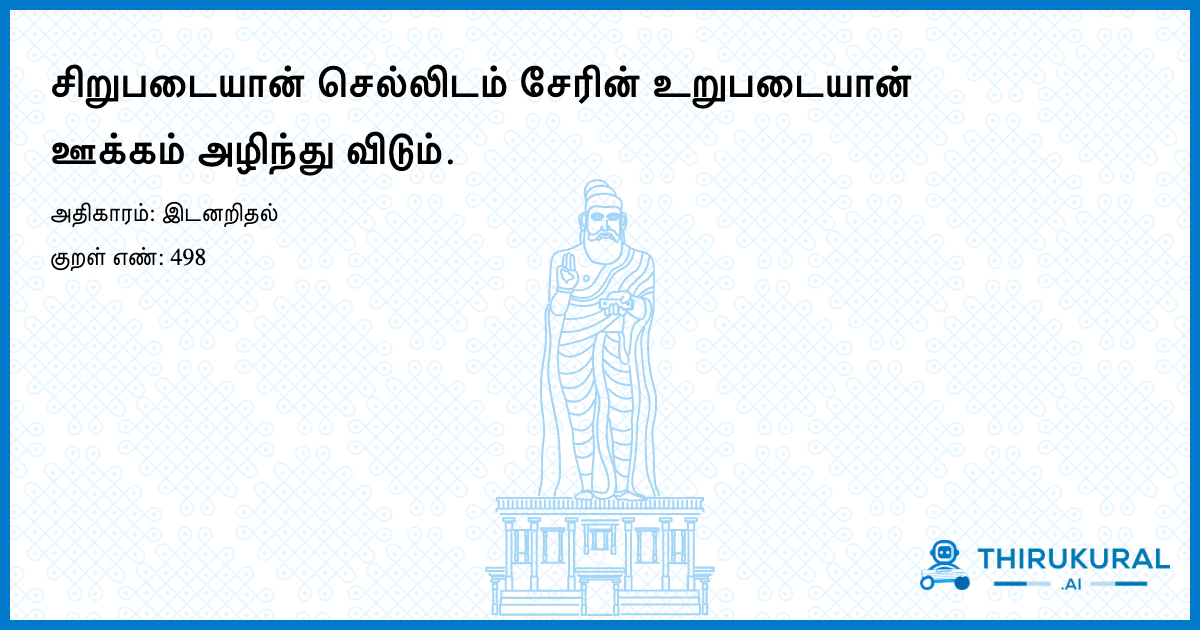 சிறுபடையான் செல்லிடம் சேரின் உறுபடையான்
ஊக்கம் அழிந்து விடும்.
அதிகாரம்: இடனறிதல்
குறள் எண்: 498
THIRUKURAL
.AI